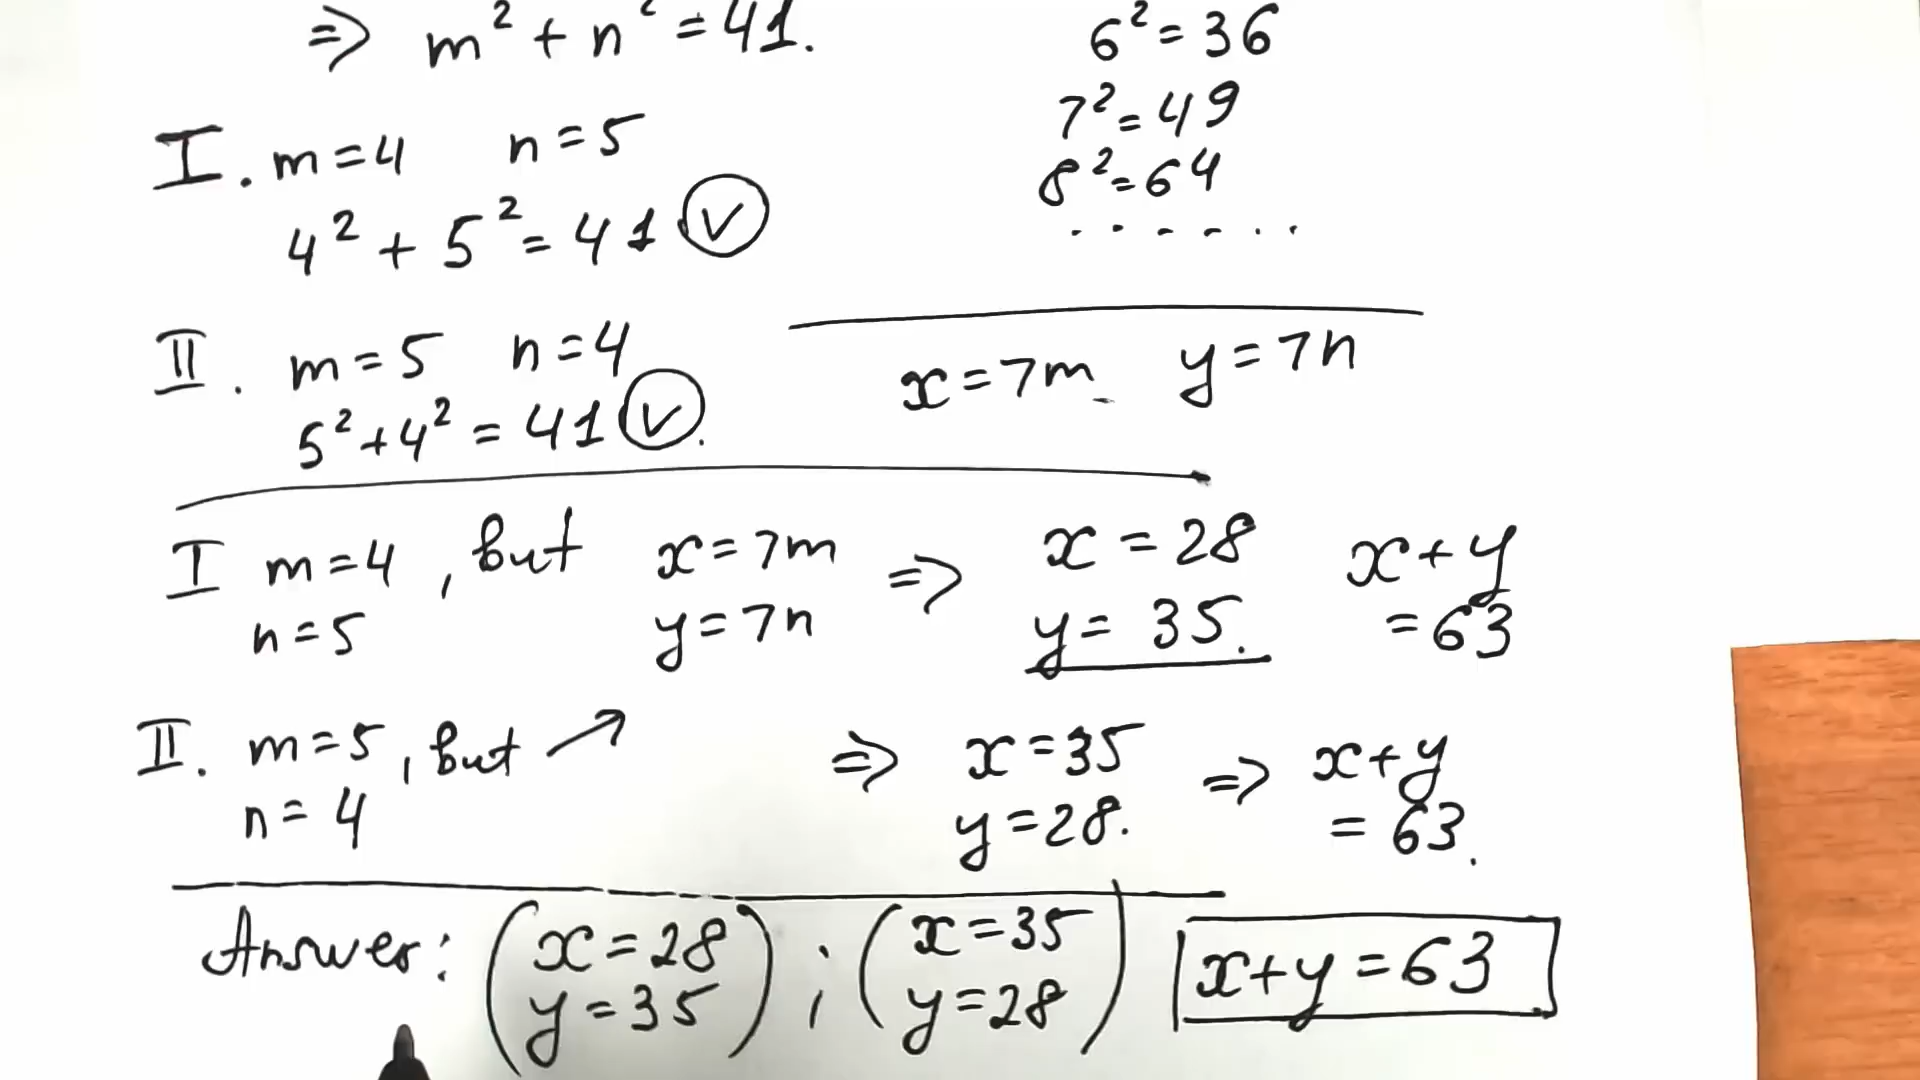 ⇒ m² + n² = 41.
6² = 36
7² = 49
8² = 64
. . . . . .
I. m = 4 n = 5
4² + 5² = 41 ✓
II. m = 5 n = 4
5² + 4² = 41 ✓.
x = 7m y = 7n
I m = 4, but x = 7m ⇒ x = 28 x + y
n = 5 y = 7n y = 35. = 63
II. m = 5, but ↗ ⇒ x = 35 ⇒ x + y
n = 4 y = 28. = 63.
Answer: (x = 28 ; (x = 35 x + y = 63
y = 35) y = 28)